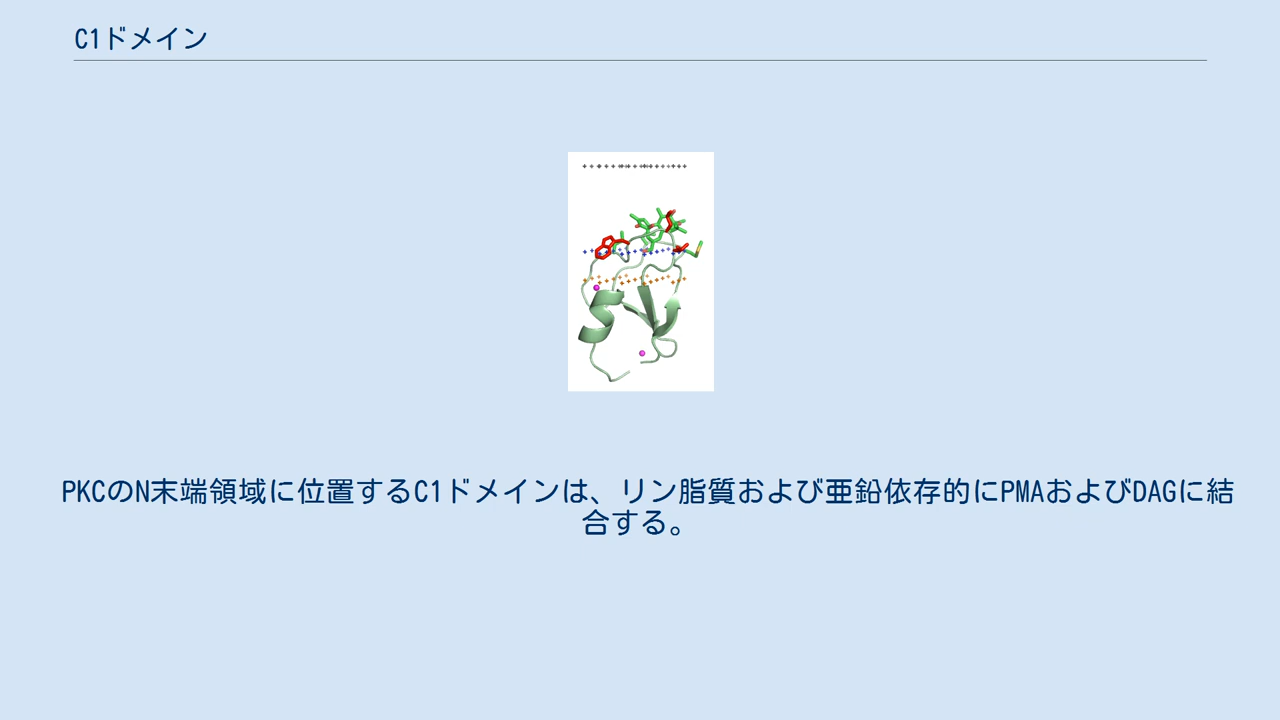 C1ドメイン
PKCのN末端領域に位置するC1ドメインは、リン脂質および亜鉛依存的にPMAおよびDAGに結
合する。